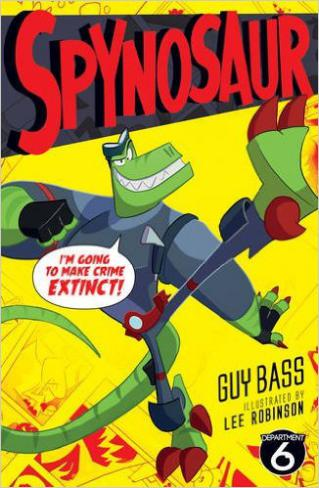 SPYNOSAUR
I'M GOING
TO MAKE CRIME
EXTINCT!
GUY BASS
ILLUSTRATED BY
LEE ROBINSON
DEPARTMENT
6